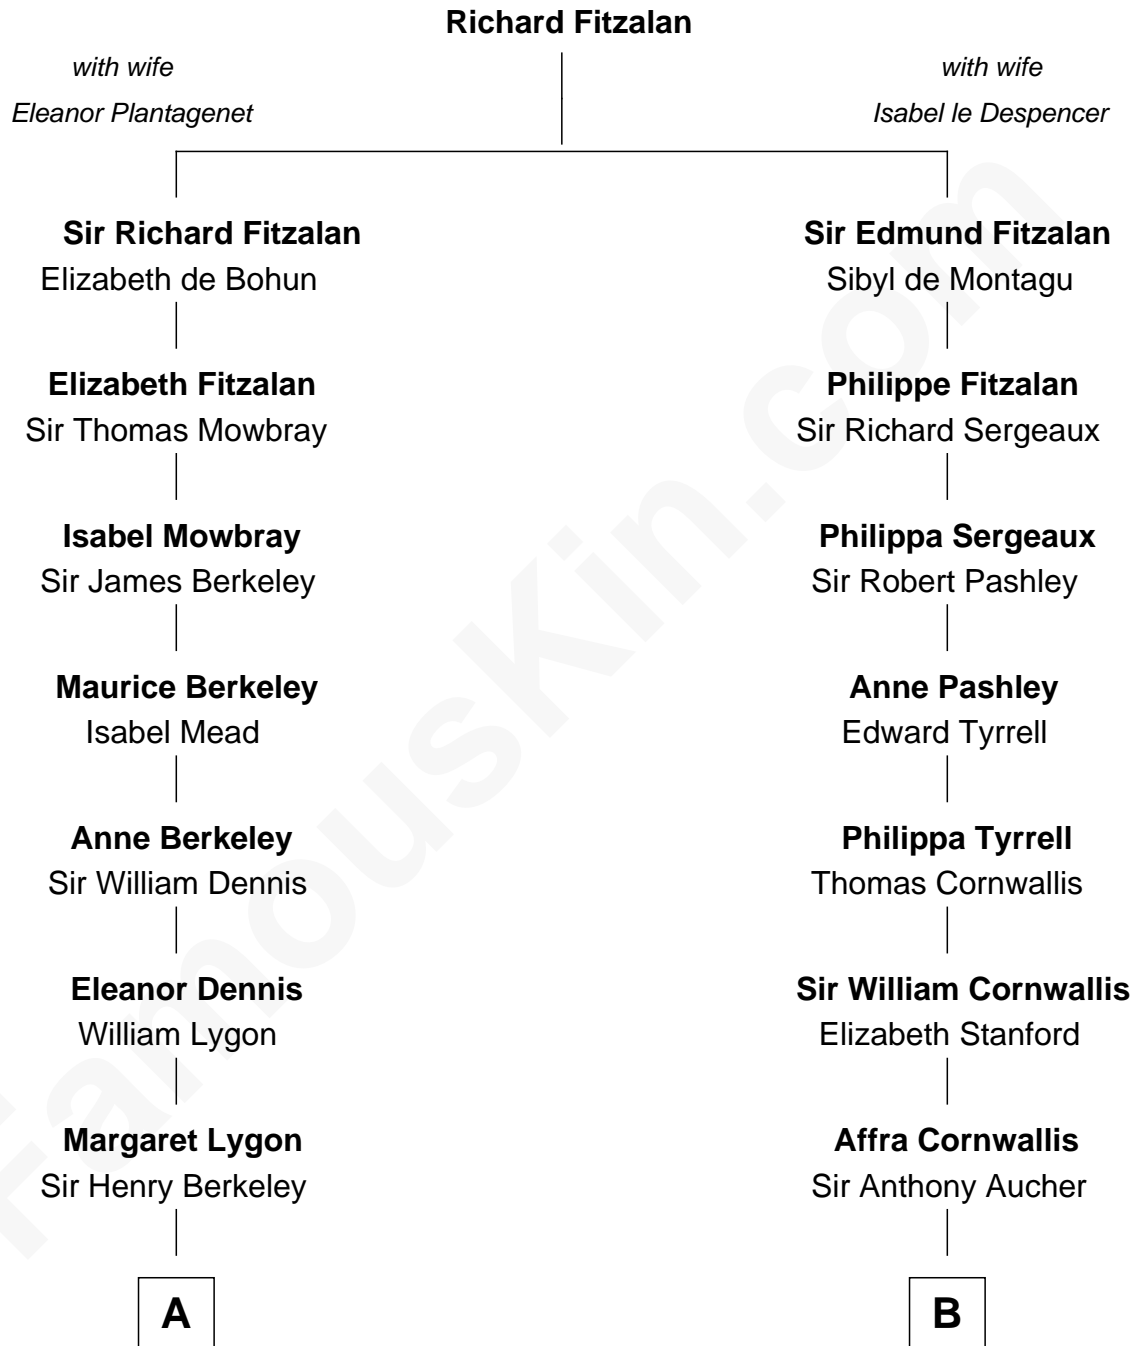 Richard Fitzalan
with wife
Eleanor Plantagenet
with wife
Isabel le Despencer
Sir Richard Fitzalan
Elizabeth de Bohun
Sir Edmund Fitzalan
Sibyl de Montagu
Elizabeth Fitzalan
Sir Thomas Mowbray
Philippe Fitzalan
Sir Richard Sergeaux
Isabel Mowbray
Sir James Berkeley
Philippa Sergeaux
Sir Robert Pashley
Maurice Berkeley
Isabel Mead
Anne Pashley
Edward Tyrrell
Anne Berkeley
Sir William Dennis
Philippa Tyrrell
Thomas Cornwallis
Eleanor Dennis
William Lygon
Sir William Cornwallis
Elizabeth Stanford
Margaret Lygon
Sir Henry Berkeley
Affra Cornwallis
Sir Anthony Aucher
A
B
FamousKin.com